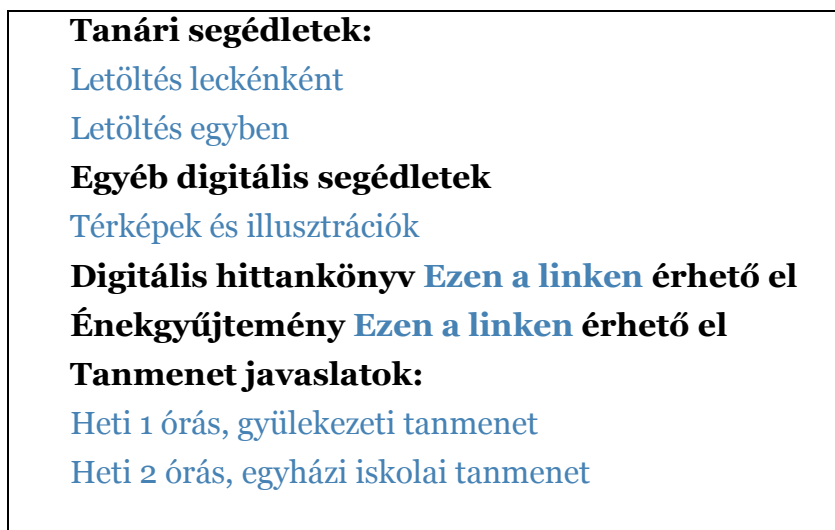 Tanári segédletek:
Letöltés leckénként
Letöltés egyben
Egyéb digitális segédletek
Térképek és illusztrációk
Digitális hittankönyv Ezen a linken érhető el
Énekgyűjtemény Ezen a linken érhető el
Tanmenet javaslatok:
Heti 1 órás, gyülekezeti tanmenet
Heti 2 órás, egyházi iskolai tanmenet